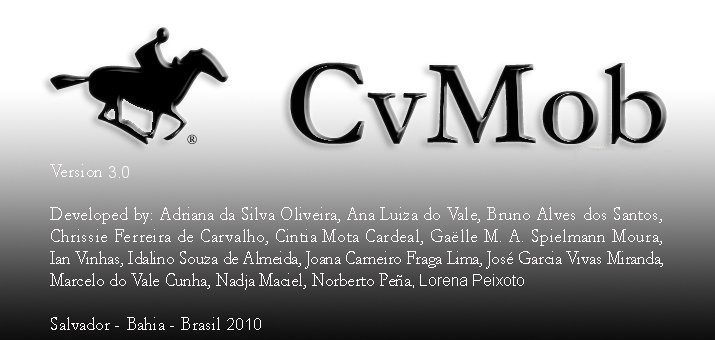 CvMob
®
Version 3.0
Developed by: Adriana da Silva Oliveira, Ana Luiza do Vale, Bruno Alves dos Santos,
Chrissie Ferreira de Carvalho, Cintia Mota Cardeal, Gaëlle M. A. Spielmann Moura,
Ian Vinhas, Idalino Souza de Almeida, Joana Carneiro Fraga Lima, José Garcia Vivas Miranda,
Marcelo do Vale Cunha, Nadja Maciel, Norberto Peña, Lorena Peixoto
Salvador - Bahia - Brasil 2010